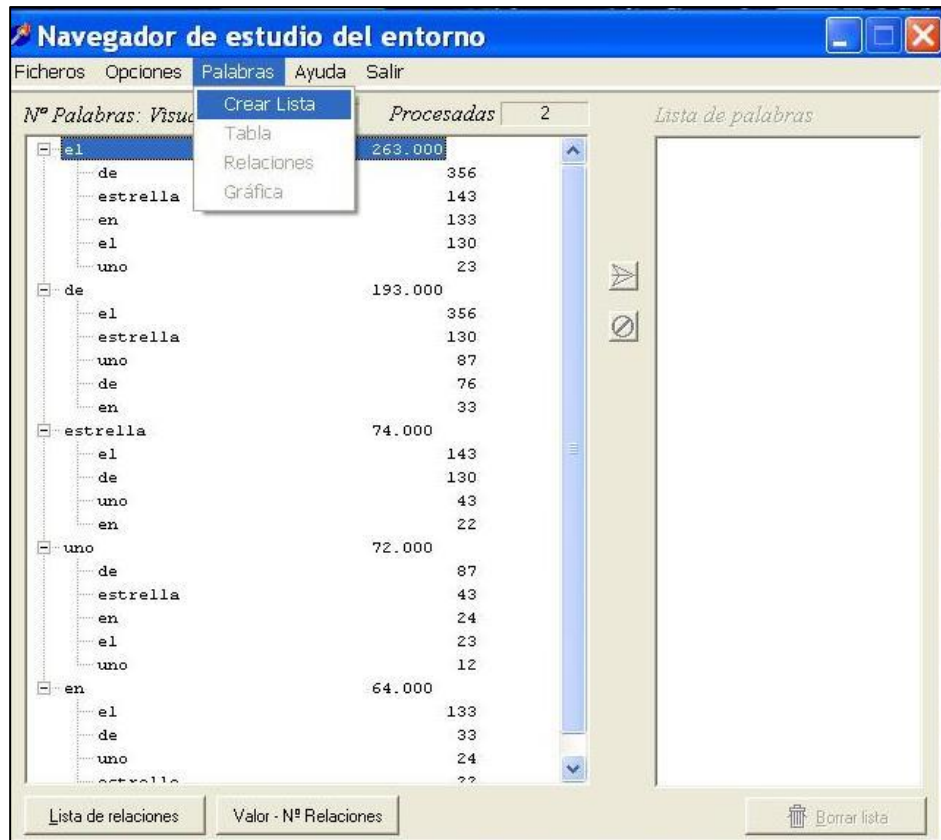 Navegador de estudio del entorno
Ficheros Opciones Palabras Ayuda Salir
Nº Palabras: Procesadas 2 Lista de palabras
Crear Lista
Tabla
Relaciones
Gráfica
el 263.000
de 356
estrella 143
en 133
el 130
uno 23
de 193.000
el 356
estrella 130
uno 87
de 76
en 33
estrella 74.000
el 143
de 130
uno 43
en 22
uno 72.000
de 87
estrella 43
en 24
el 23
uno 12
en 64.000
el 133
de 33
uno 24
estrella 22
Lista de relaciones Valor - Nº Relaciones Borrar lista